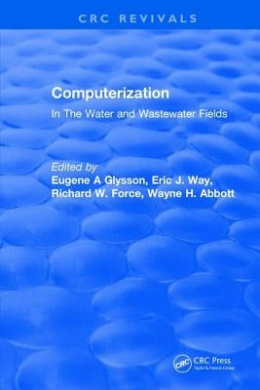 CRC REVIVALS
Computerization
In The Water and Wastewater Fields
Edited by
Eugene A Glysson, Eric J. Way,
Richard W. Force, Wayne H. Abbott
CRC Press
Taylor & Francis Group